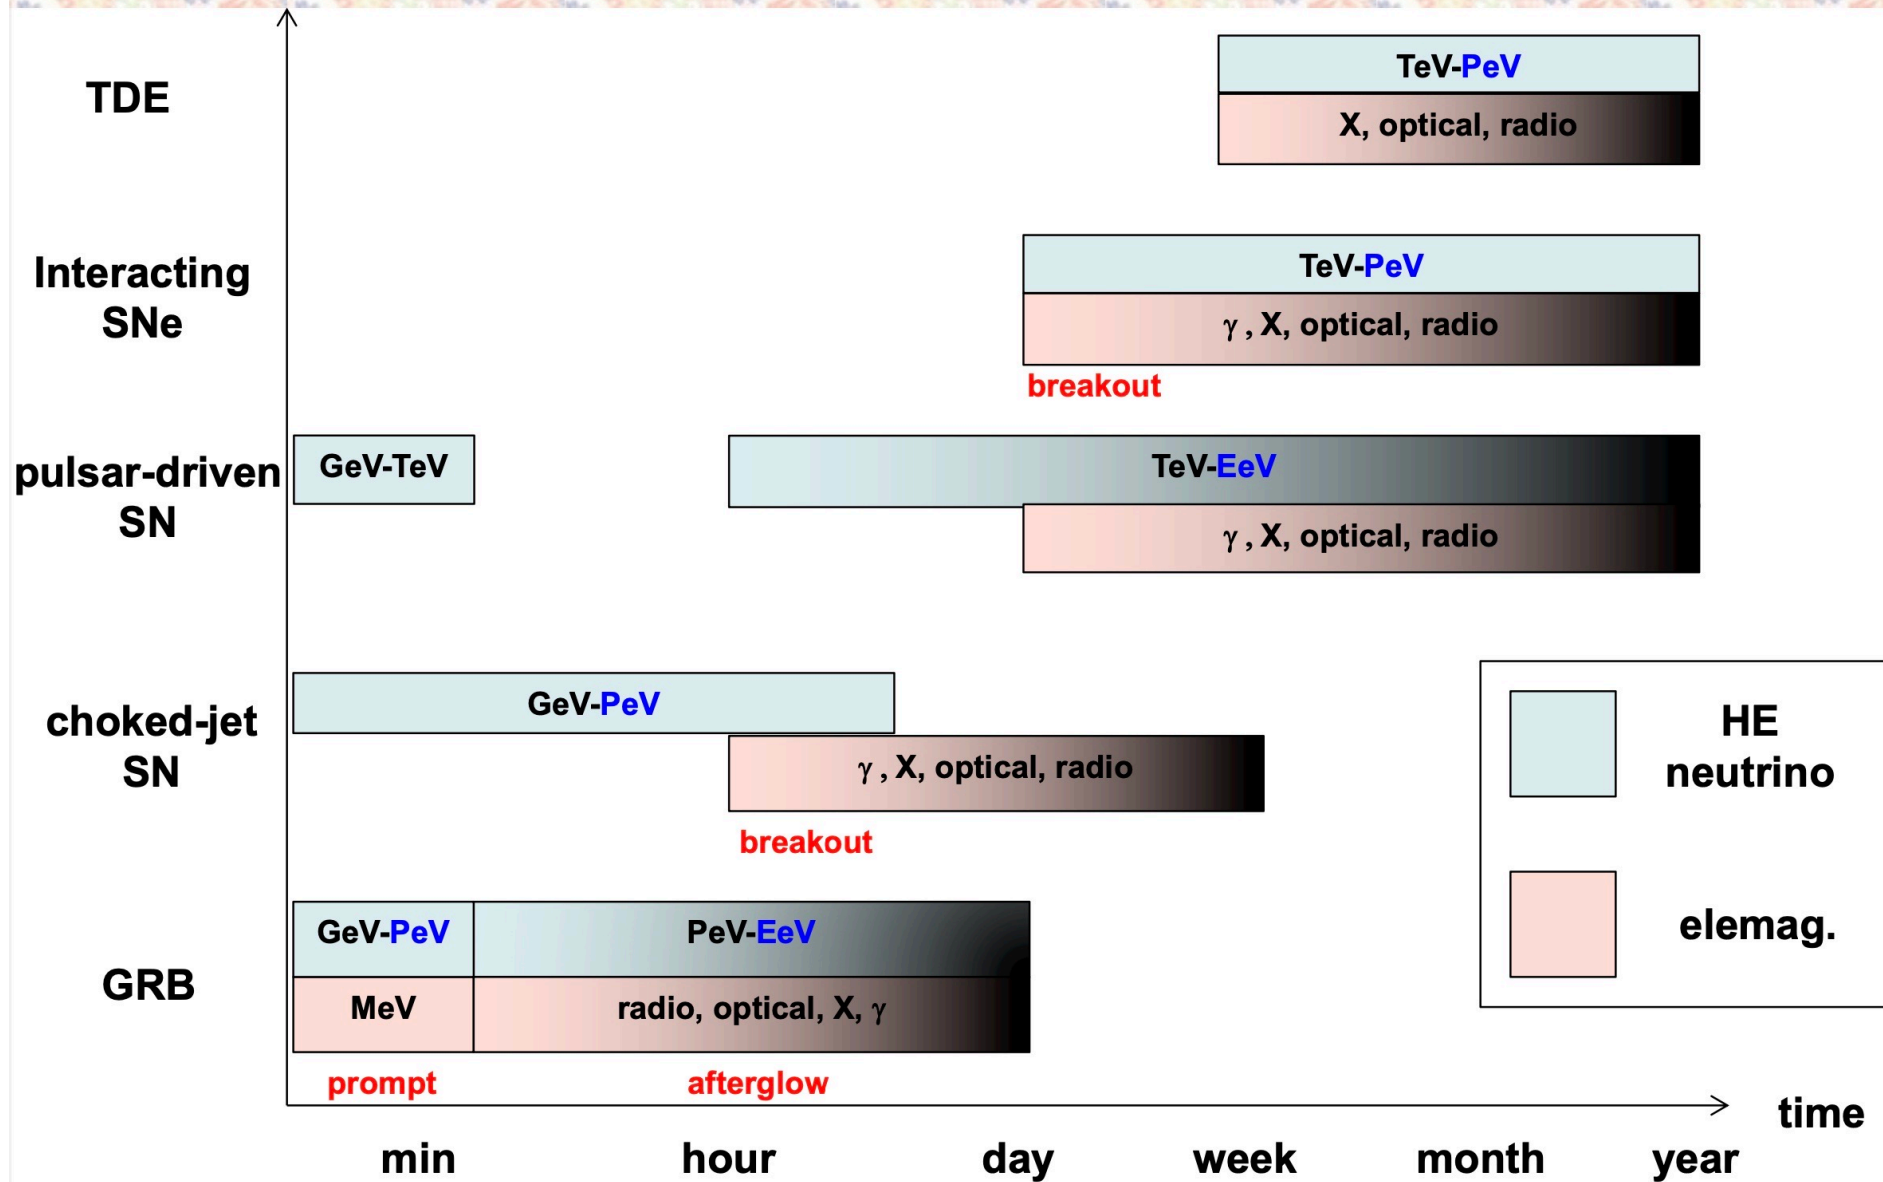 TDE
TeV-PeV
X, optical, radio
Interacting
SNe
TeV-PeV
γ , X, optical, radio
breakout
pulsar-driven
SN
GeV-TeV
TeV-EeV
γ , X, optical, radio
choked-jet
SN
GeV-PeV
γ , X, optical, radio
breakout
HE
neutrino
elemag.
GRB
GeV-PeV
PeV-EeV
MeV
radio, optical, X, γ
prompt
afterglow
time
min
hour
day
week
month
year